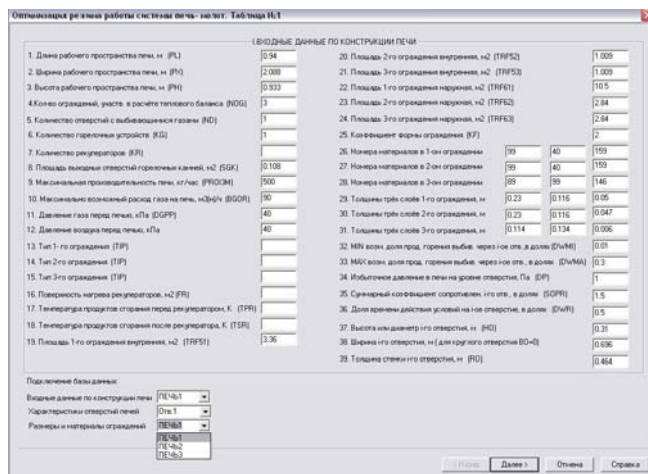 Оптимизация режима работы системы печь- молот. Таблица №1
I.ВХОДНЫЕ ДАННЫЕ ПО КОНСТРУКЦИИ ПЕЧИ
1. Длина рабочего пространства печи, м (PL) 0.94
2. Ширина рабочего пространства печи, м (PX) 2.088
3. Высота рабочего пространства печи, м (PH) 0.933
4.Кол-во ограждений, участв. в расчёте теплового баланса (NOG) 3
5. Количество отверстий с выбивающимися газами (ND) 1
6. Количество горелочных устройств (KG) 1
7. Количество рекуператоров (KR)
8. Площадь выходных отверстий горелочных камней, м2 (SGK) 0.108
9. Максимальная производительность печи, кг/час (PROIZM) 500
10. Максимально возможный расход газа на печь, м3(н)/ч (BGOR) 90
11. Давление газа перед печью, кПа (DGPP) 40
12. Давление воздуха перед печью, кПа 40
13. Тип 1-го ограждения (TIP)
14. Тип 2-ого ограждения (TIP)
15. Тип 3-ого ограждения (TIP)
16. Поверхность нагрева рекуператоров, м2(FR)
17. Температура продуктов сгорания перед рекуператором, K (TPR)
18. Температура продуктов сгорания после рекуператора, K (TSR)
19. Площадь 1-го ограждения внутренняя, м2 (TRF51) 3.36
20. Площадь 2-го ограждения внутренняя, м2 (TRF52) 1.009
21. Площадь 3-го ограждения внутренняя, м2 (TRF53) 1.009
22. Площадь 1-го ограждения наружная, м2 (TRF61) 10.5
23. Площадь 2-го ограждения наружная, м2 (TRF62) 2.84
24. Площадь 3-го ограждения наружная, м2 (TRF63) 2.84
25. Коэффициент формы ограждения (KF) 2
26. Номера материалов в 1-ом ограждении 99 40 159
27. Номера материалов в 2-ом ограждении 99 40 159
28. Номера материалов в 3-ом ограждении 89 99 146
29. Толщины трёх слоёв 1-ого ограждения, м 0.23 0.116 0.05
30. Толщины трёх слоёв 2-ого ограждения, м 0.23 0.116 0.047
31. Толщины трёх слоёв 3-ого ограждения, м 0.114 0.134 0.006
32. MIN возм. доля прод. горения выбив. через i-ое отв.,в долях (DWMI) 0.01
33. MAX возм. доля прод. горения выбив. через i-ое отв., в долях (DWMA) 0.3
34. Избыточное давление в печи на уровне отверстия, Па (DP) 1
35. Суммарный коэффициент сопротивлен. i-го отв., в долях (SOPR) 1.5
36. Доля времени действия условий на i-ое отверстие, в долях (DWR) 0.5
37. Высота или диаметр i-го отверстия, м (HO) 0.31
38. Ширина i-го отверстия, м ( для круглого отверстия BO=0) 0.696
39. Толщина стенки i-го отверстия, м (RO) 0.464
Подключение базы данных
Входные данные по конструкции печи ПЕЧЬ1
Характеристики отверстий печей Отв.1
Размеры и материалы ограждений ПЕЧЬ1
ПЕЧЬ1
ПЕЧЬ2
ПЕЧЬ3
< Назад Далее > Отмена Справка